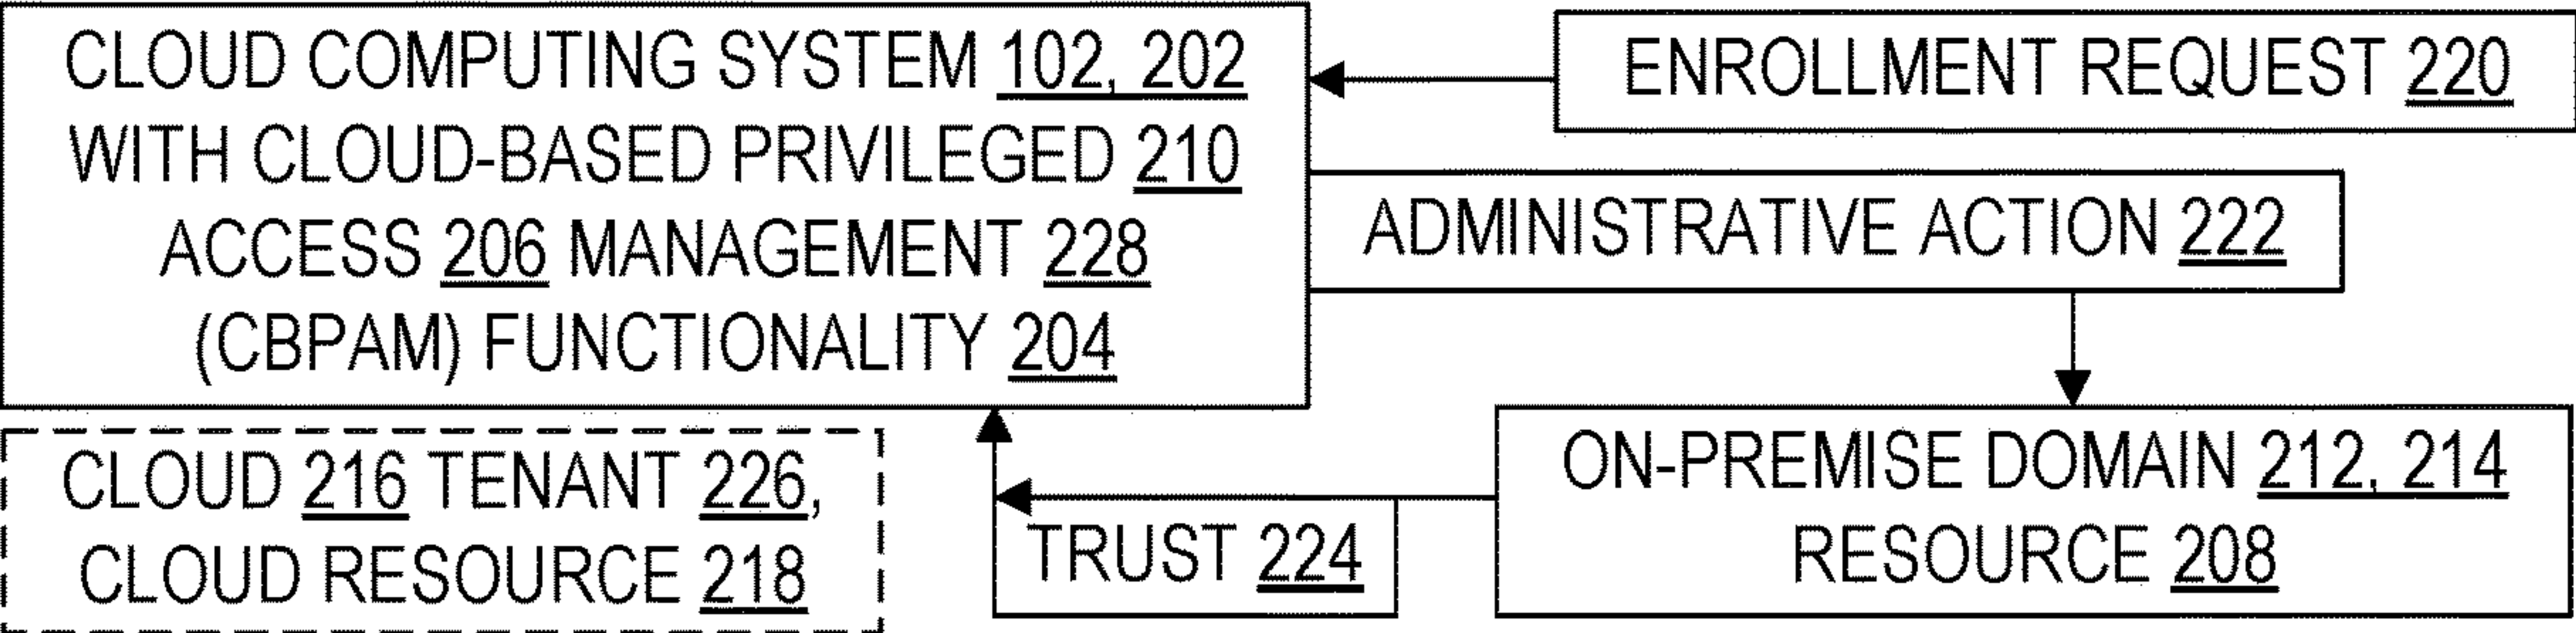 CLOUD COMPUTING SYSTEM 102, 202
WITH CLOUD-BASED PRIVILEGED 210
ACCESS 206 MANAGEMENT 228
(CBPAM) FUNCTIONALITY 204
ENROLLMENT REQUEST 220
ADMINISTRATIVE ACTION 222
CLOUD 216 TENANT 226,
CLOUD RESOURCE 218
TRUST 224
ON-PREMISE DOMAIN 212, 214
RESOURCE 208